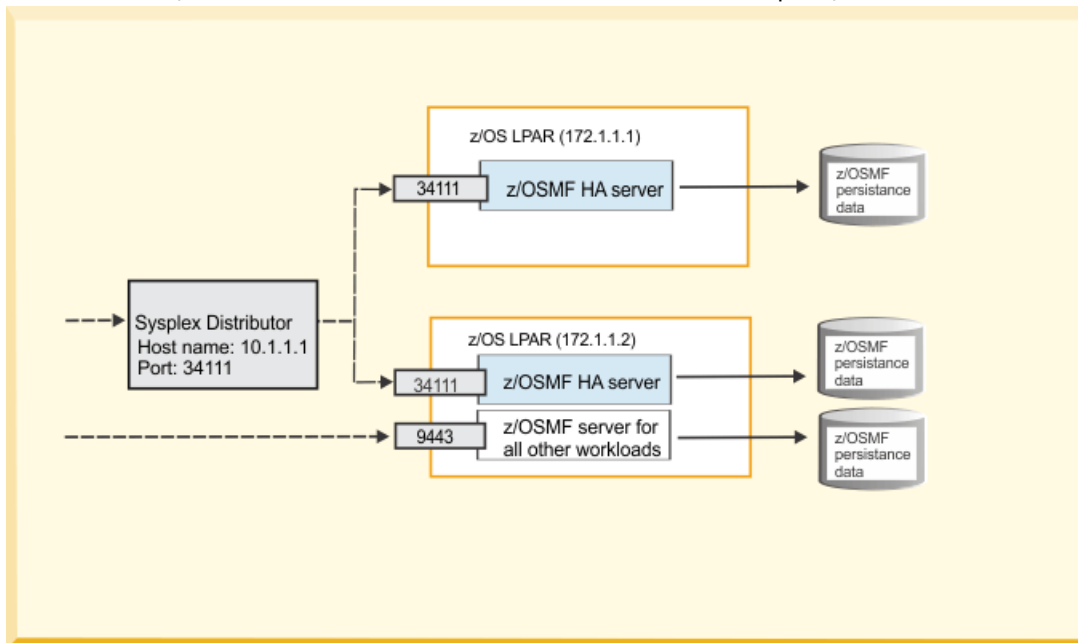 z/OS LPAR (172.1.1.1)
34111
z/OSMF HA server
z/OSMF
persistance
data
Sysplex Distributor
Host name: 10.1.1.1
Port: 34111
z/OS LPAR (172.1.1.2)
34111
z/OSMF HA server
z/OSMF
persistance
data
9443
z/OSMF server for
all other workloads
z/OSMF
persistance
data